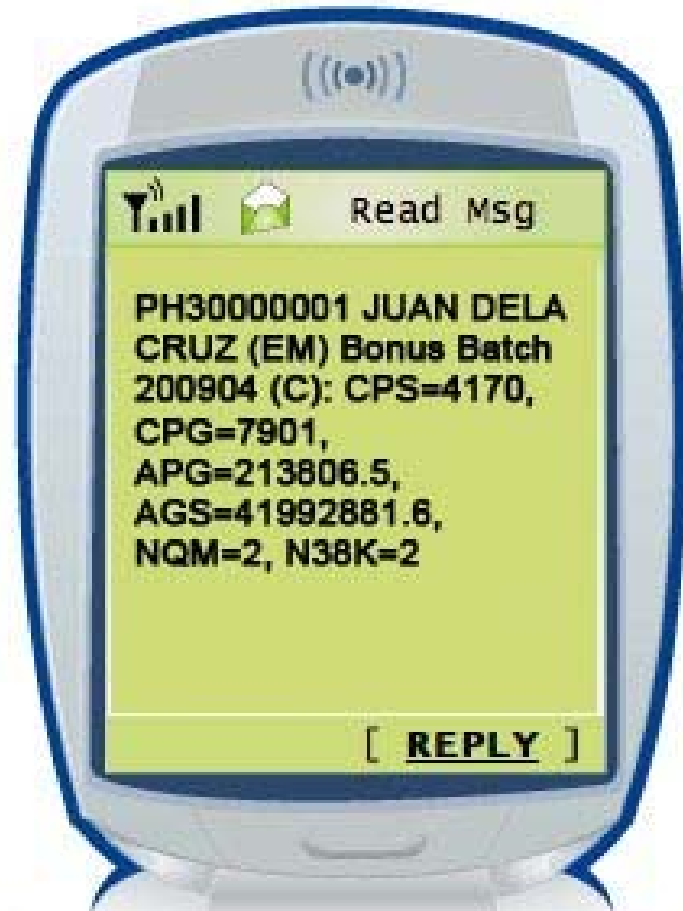 Read Msg
PH30000001 JUAN DELA
CRUZ (EM) Bonus Batch
200904 (C): CPS=4170,
CPG=7901,
APG=213806.5,
AGS=41992881.6,
NQM=2, N38K=2
[ REPLY ]